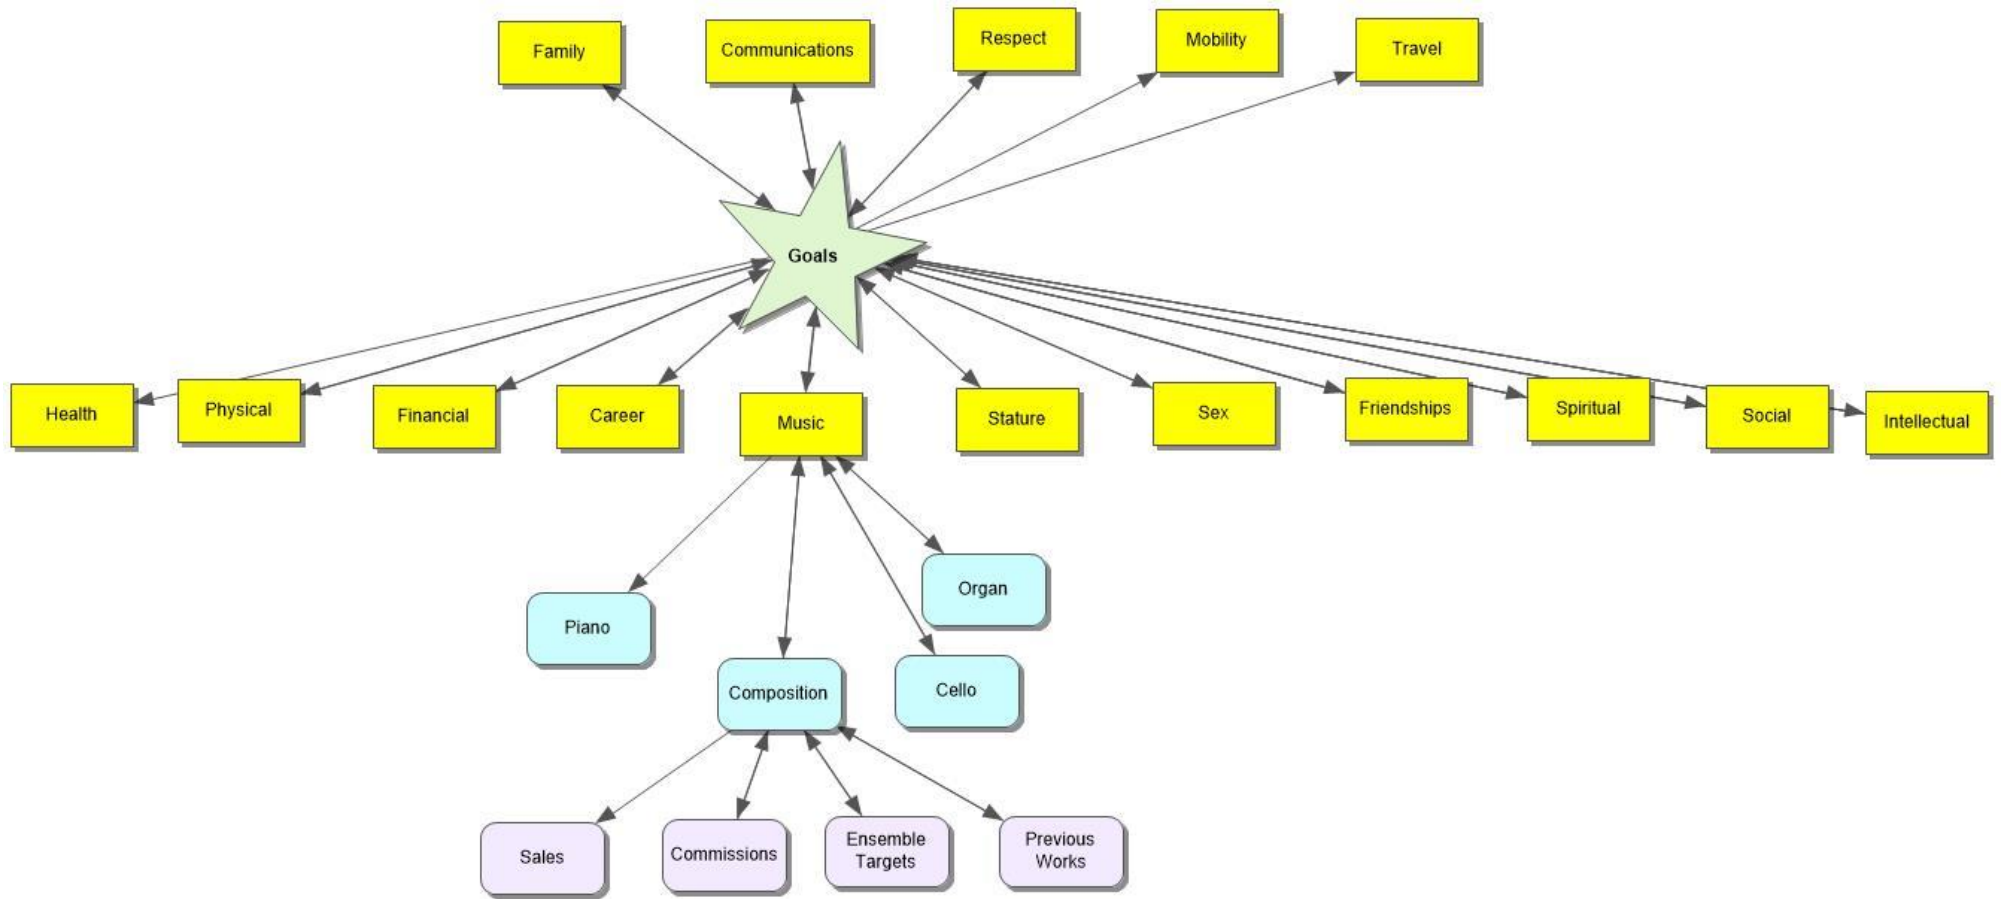 Family
Communications
Respect
Mobility
Travel
Goals
Health
Physical
Financial
Career
Music
Stature
Sex
Friendships
Spiritual
Social
Intellectual
Organ
Piano
Composition
Cello
Sales
Commissions
Ensemble
Targets
Previous
Works